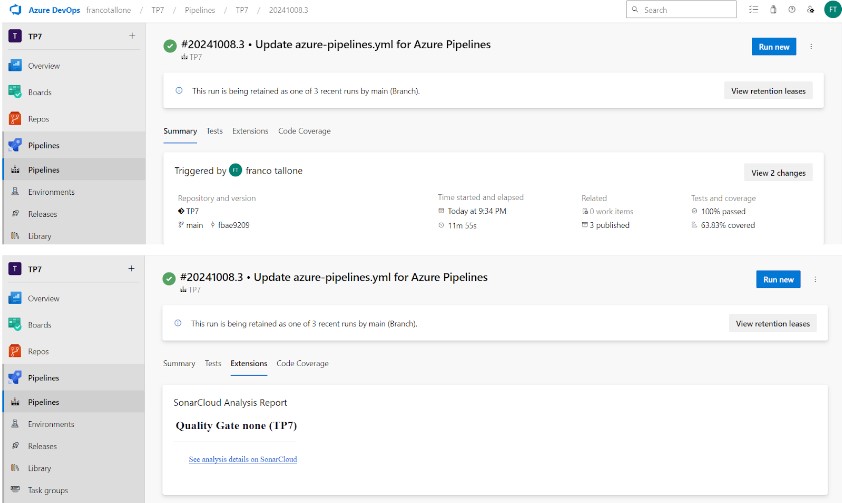 Azure DevOps francotallone / TP7 / Pipelines / TP7 / 20241008.3
Search
FT
T TP7 +
Overview
Boards
Repos
Pipelines
Pipelines
Environments
Releases
Library
#20241008.3 • Update azure-pipelines.yml for Azure Pipelines
TP7
Run new
This run is being retained as one of 3 recent runs by main (Branch).
View retention leases
Summary Tests Extensions Code Coverage
Triggered by FT franco tallone
View 2 changes
Repository and version
TP7
main fbae9209
Time started and elapsed
Today at 9:34 PM
11m 55s
Related
0 work items
3 published
Tests and coverage
100% passed
63.83% covered
T TP7 +
Overview
Boards
Repos
Pipelines
Pipelines
Environments
Releases
Library
Task groups
#20241008.3 • Update azure-pipelines.yml for Azure Pipelines
TP7
Run new
This run is being retained as one of 3 recent runs by main (Branch).
View retention leases
Summary Tests Extensions Code Coverage
SonarCloud Analysis Report
Quality Gate none (TP7)
See analysis details on SonarCloud